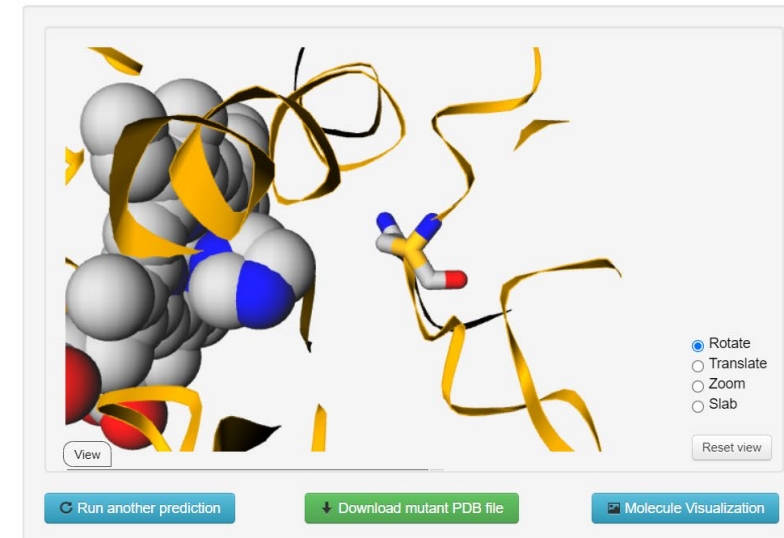 Rotate
Translate
Zoom
Slab
View
Reset view
Run another prediction
Download mutant PDB file
Molecule Visualization